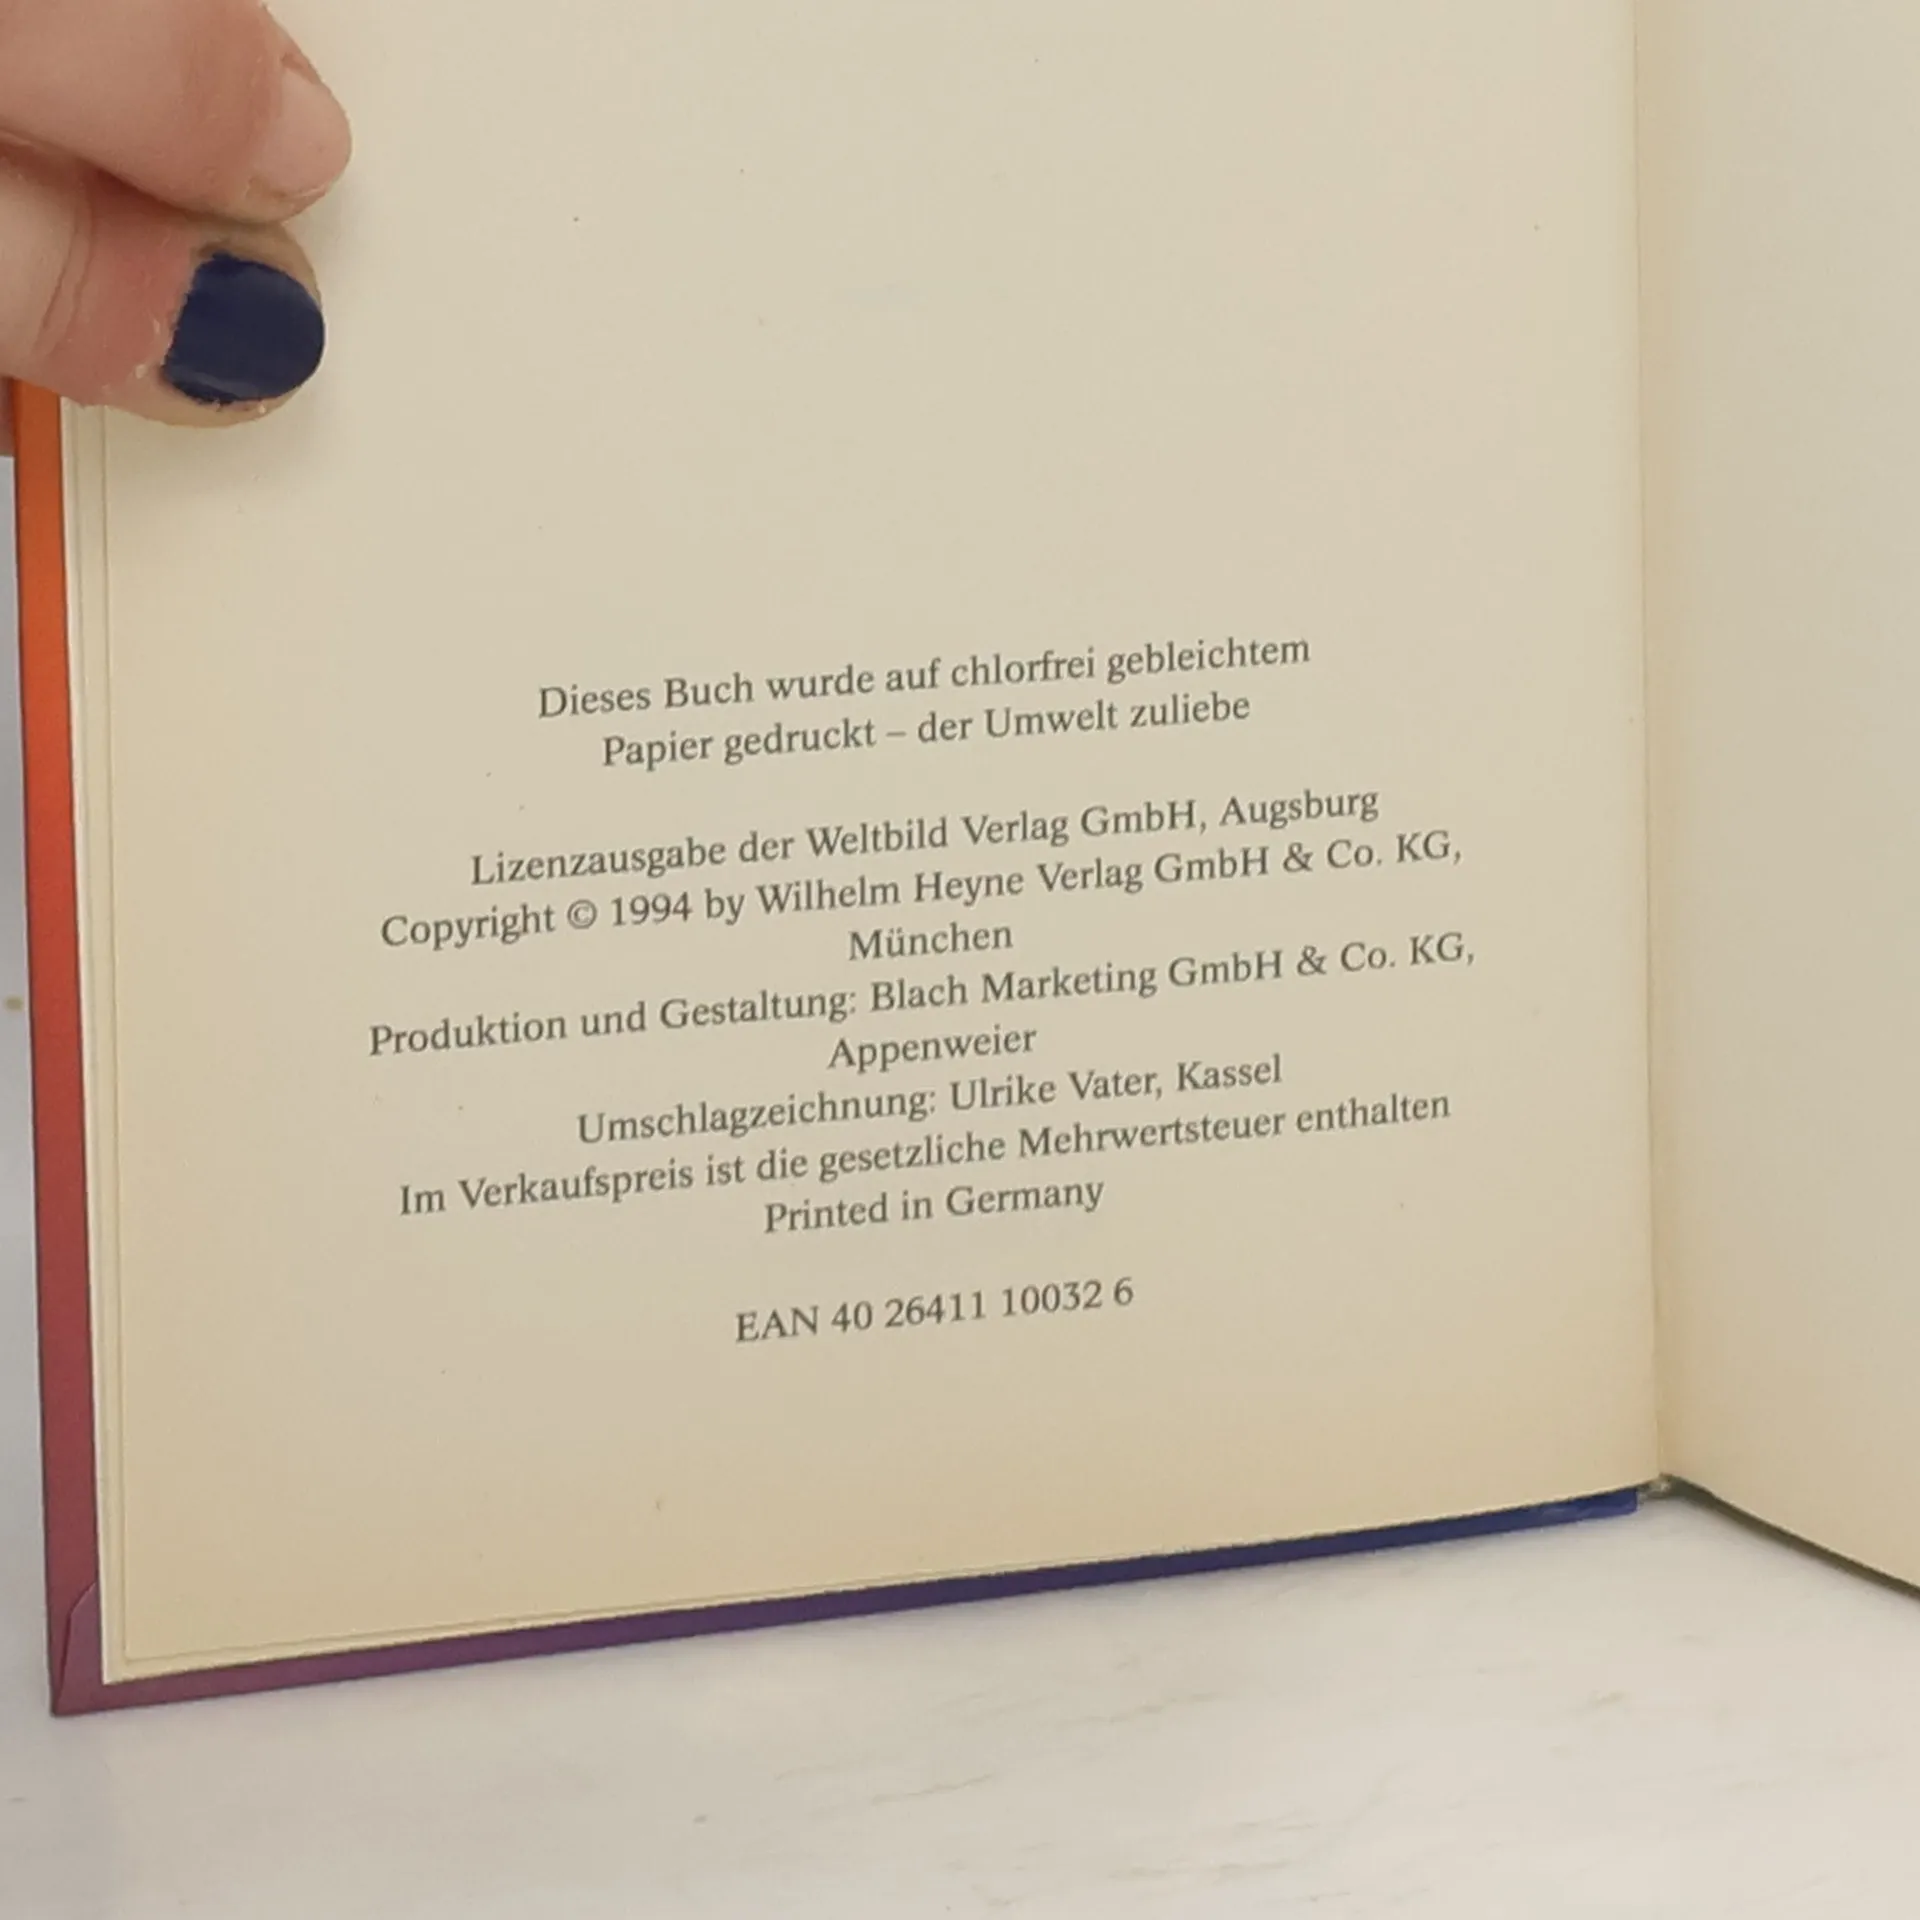 Dieses Buch wurde auf chlorfrei gebleichtem
Papier gedruckt – der Umwelt zuliebe
Lizenzausgabe der Weltbild Verlag GmbH, Augsburg
Copyright © 1994 by Wilhelm Heyne Verlag GmbH & Co. KG,
München
Produktion und Gestaltung: Blach Marketing GmbH & Co. KG,
Appenweier
Umschlagzeichnung: Ulrike Vater, Kassel
Im Verkaufspreis ist die gesetzliche Mehrwertsteuer enthalten
Printed in Germany
EAN 40 26411 10032 6